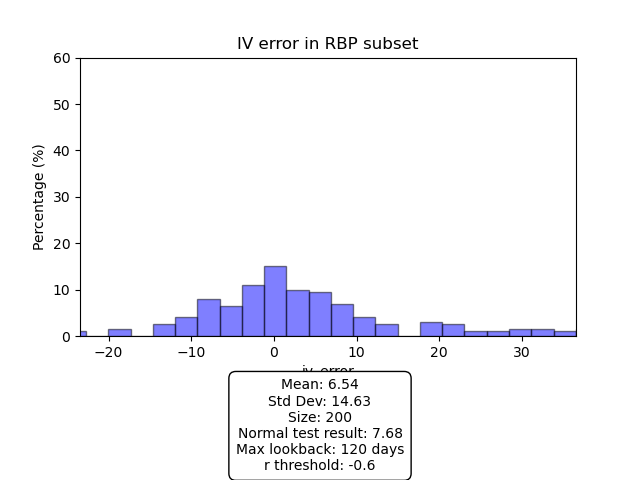 IV error in RBP subset
60
50
40
30
20
10
0
Percentage (%)
−20
−10
0
10
20
30
iv_error
Mean: 6.54
Std Dev: 14.63
Size: 200
Normal test result: 7.68
Max lookback: 120 days
r threshold: -0.6